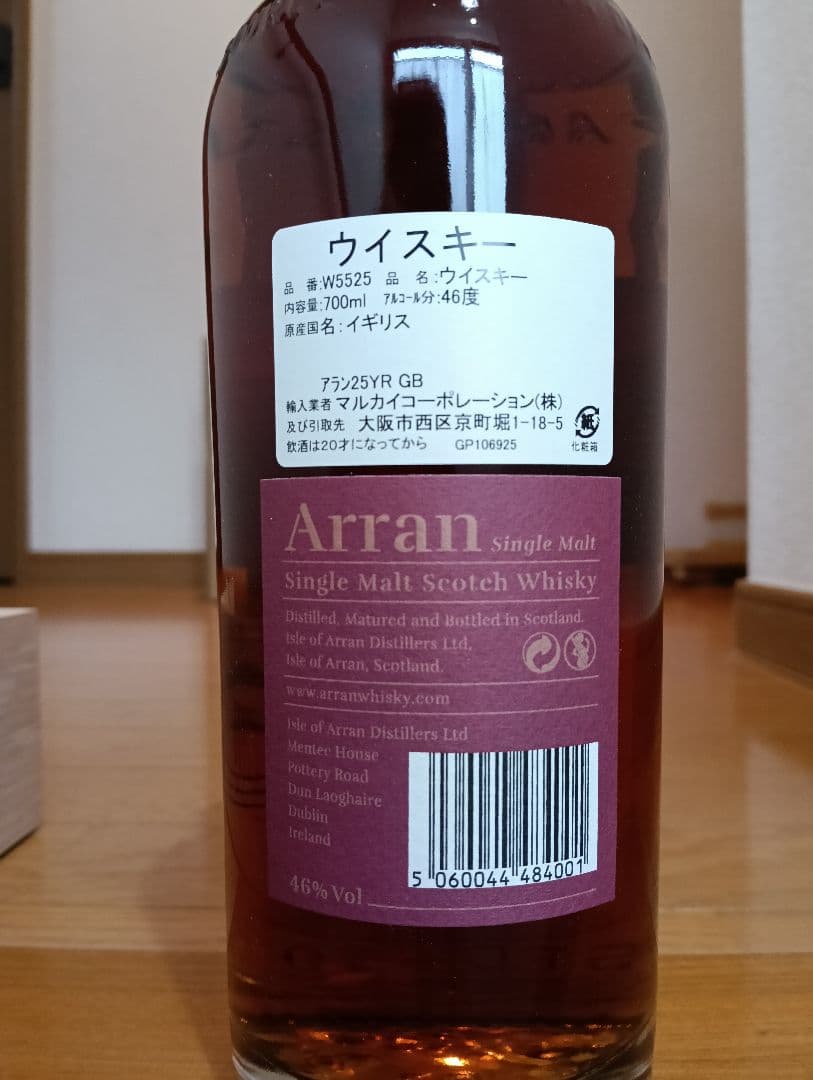 ウイスキー
品 番:W5525 品 名:ウイスキー
内容量:700ml ｱﾙｺｰﾙ分:46度
原産国名:イギリス
アラン25YR GB
輸入業者 マルカイコーポレーション(株)
及び引取先 大阪市西区京町堀1-18-5
飲酒は20才になってから GP106925
紙
化粧箱
Arran Single Malt
Single Malt Scotch Whisky
Distilled, Matured and Bottled in Scotland.
Isle of Arran Distillers Ltd,
Isle of Arran, Scotland.
www.arranwhisky.com
Isle of Arran Distillers Ltd
Mentec House
Pottery Road
Dun Laoghaire
Dublin
Ireland
5 060044 484001
46% Vol